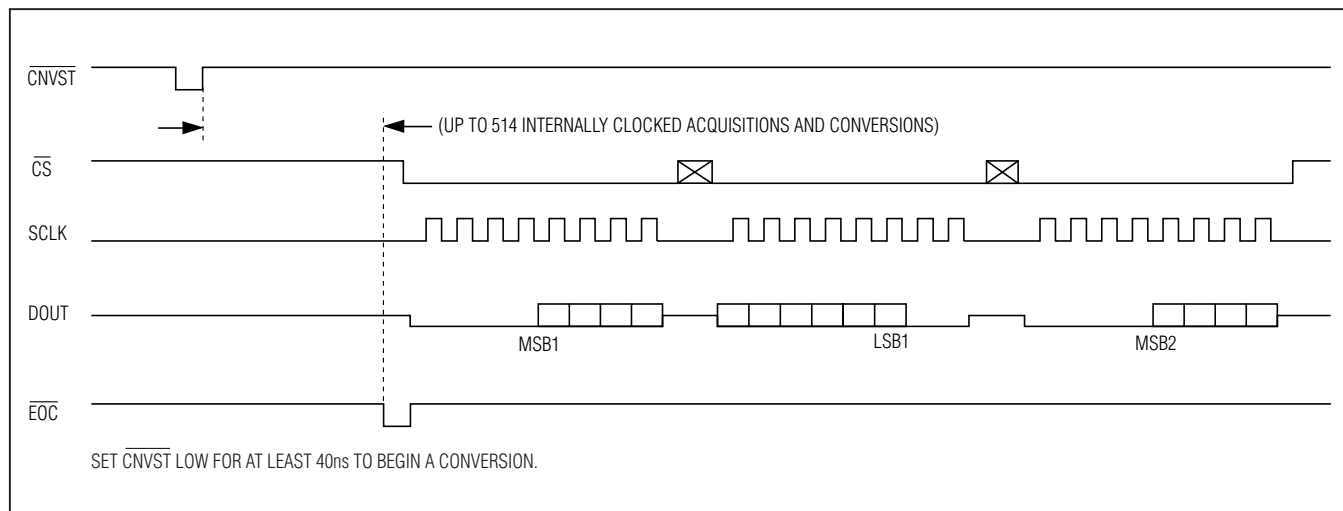 CNVST
(UP TO 514 INTERNALLY CLOCKED ACQUISITIONS AND CONVERSIONS)
CS
SCLK
DOUT
MSB1
LSB1
MSB2
EOC
SET CNVST LOW FOR AT LEAST 40ns TO BEGIN A CONVERSION.